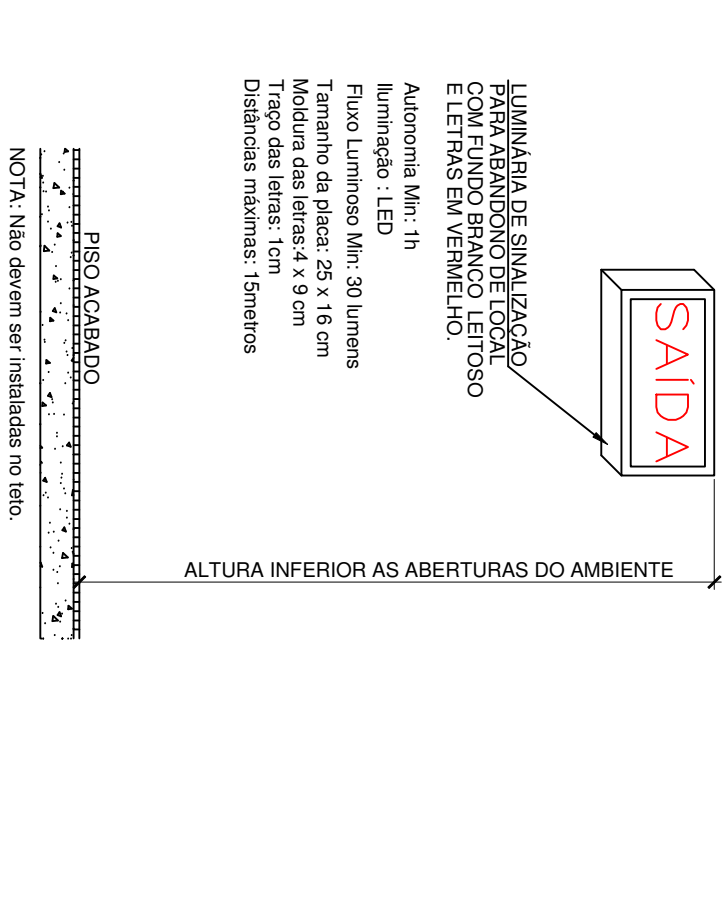 SAÍDA
LUMINÁRIA DE SINALIZAÇÃO
PARA ABANDONO DE LOCAL
COM FUNDO BRANCO LEITOSO
E LETRAS EM VERMELHO.
Autonomia Min: 1h
Iluminação : LED
Fluxo Luminoso Min: 30 lumens
Tamanho da placa: 25 x 16 cm
Moldura das letras:4 x 9 cm
Traço das letras: 1cm
Distâncias máximas: 15metros
ALTURA INFERIOR AS ABERTURAS DO AMBIENTE
PISO ACABADO
NOTA: Não devem ser instaladas no teto.